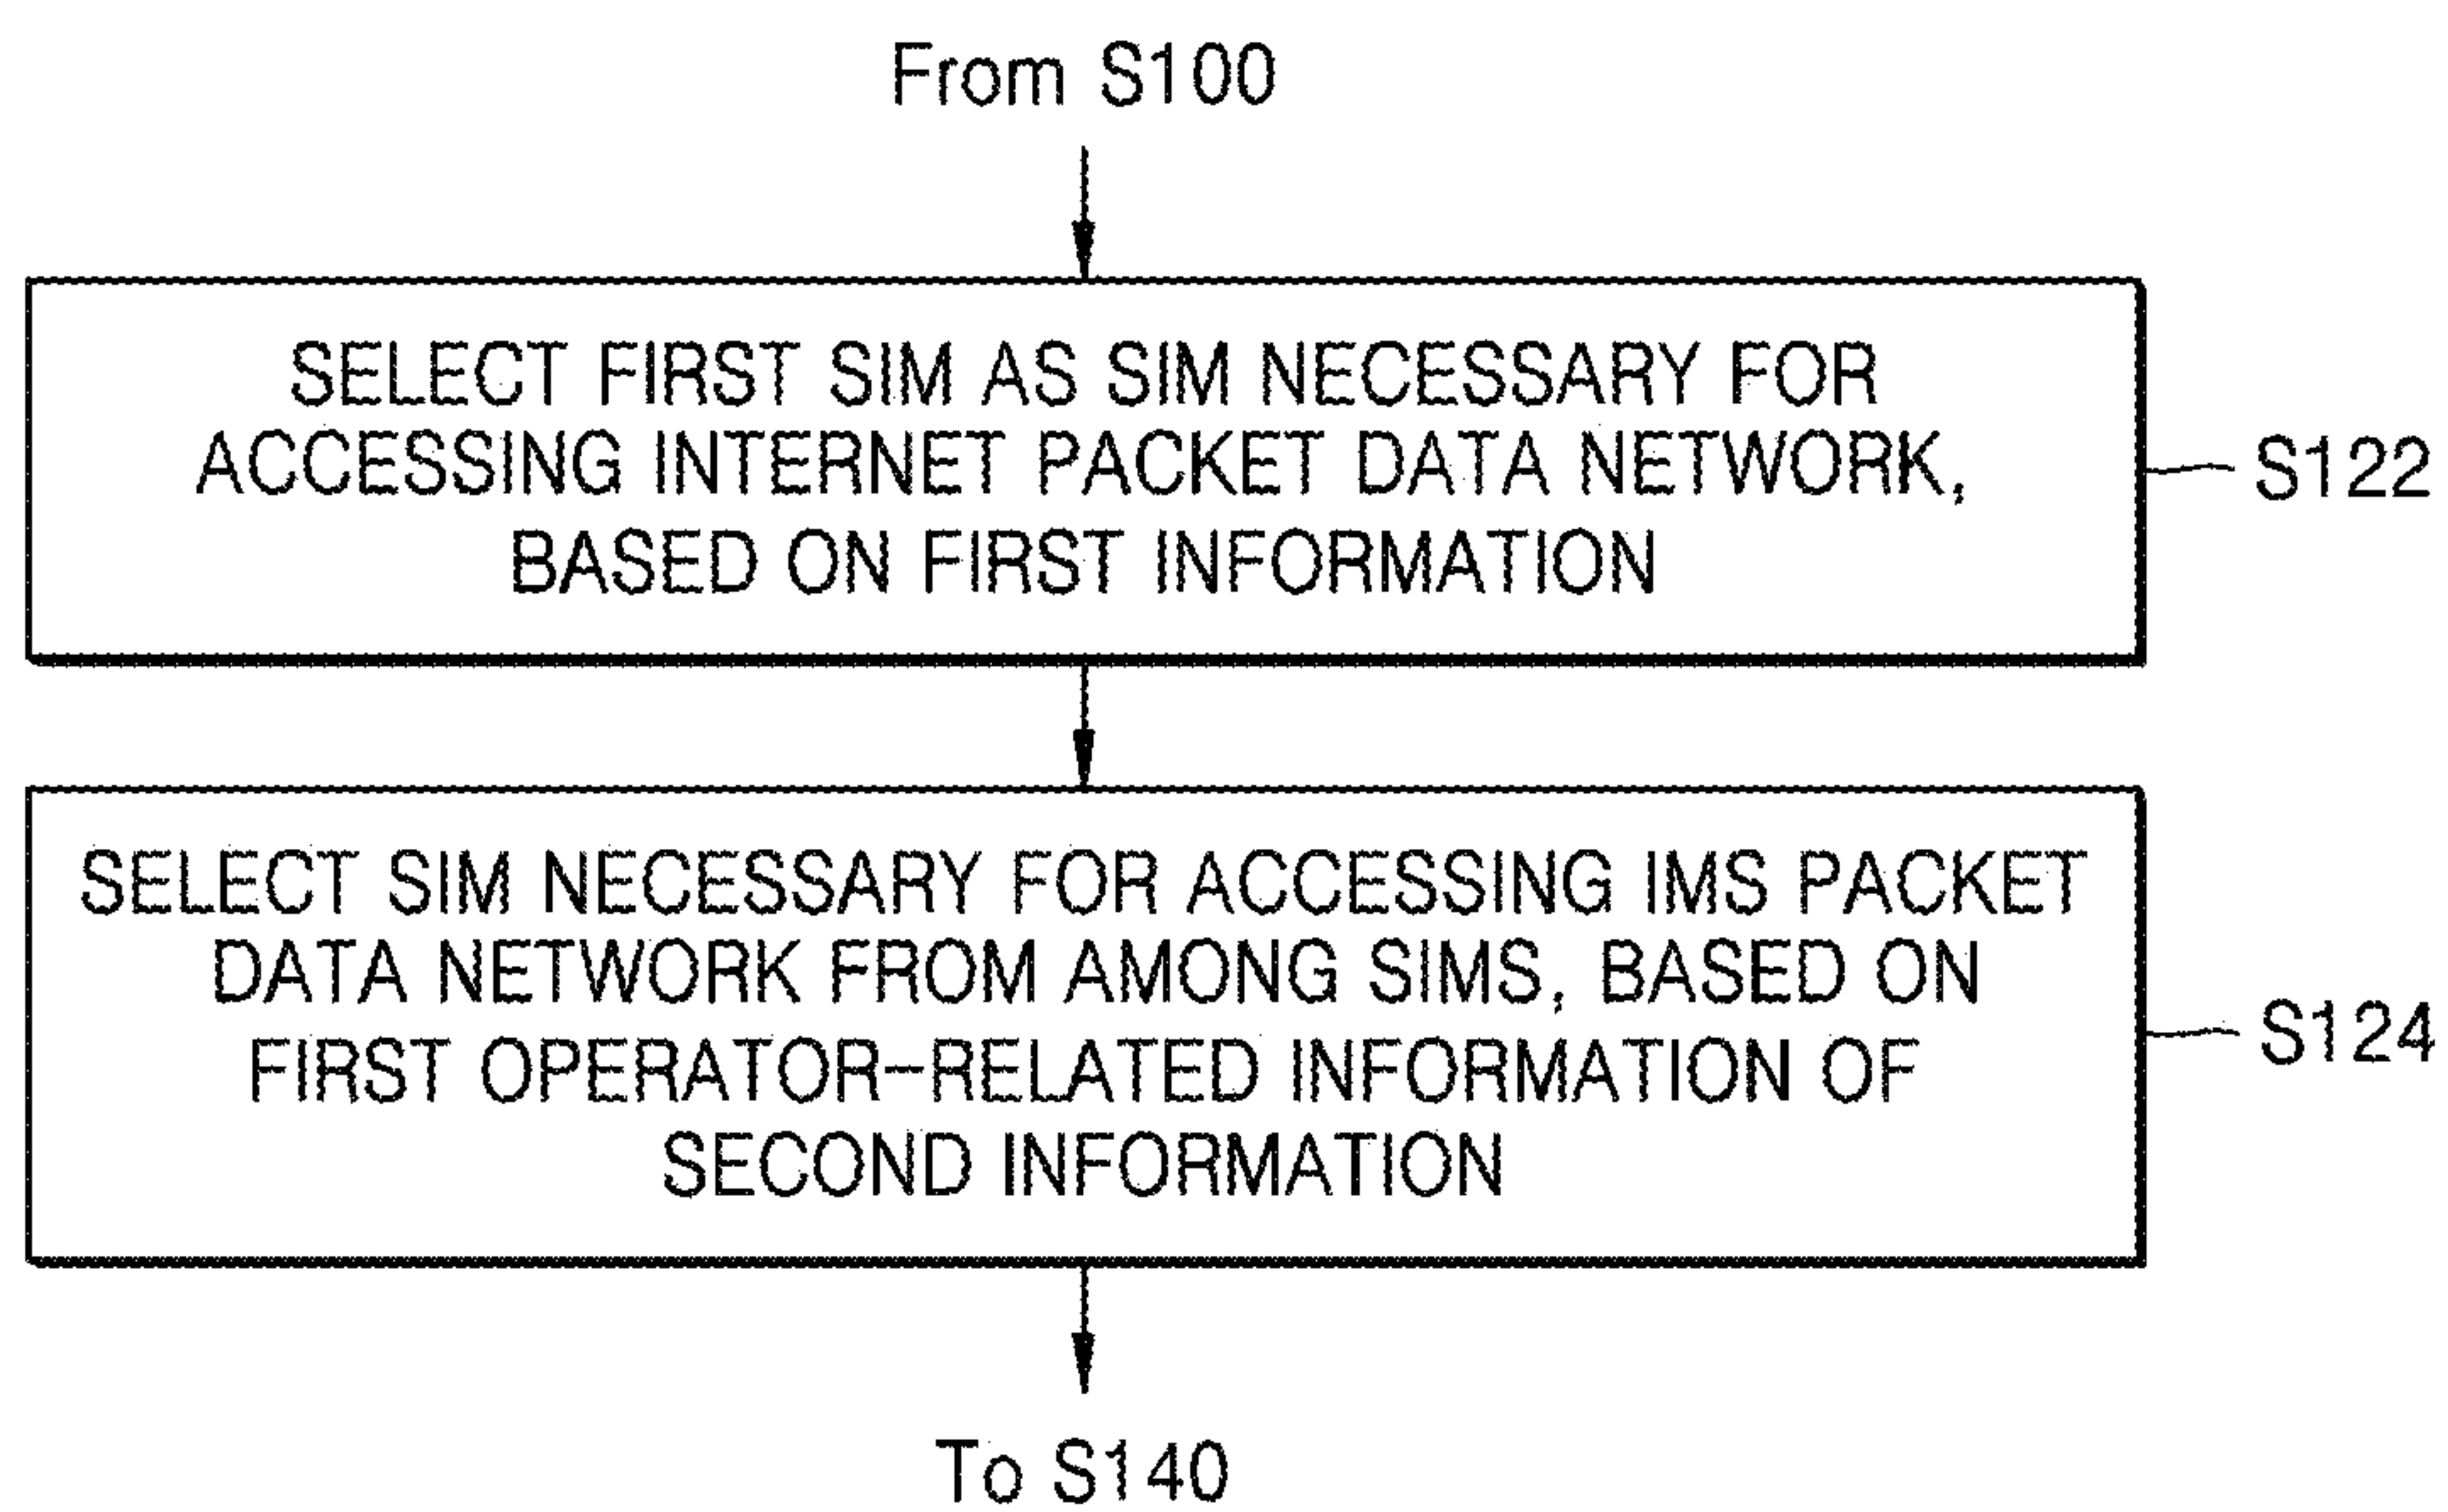 From S100
SELECT FIRST SIM AS SIM NECESSARY FOR
ACCESSING INTERNET PACKET DATA NETWORK,
BASED ON FIRST INFORMATION
S122
SELECT SIM NECESSARY FOR ACCESSING IMS PACKET
DATA NETWORK FROM AMONG SIMS, BASED ON
FIRST OPERATOR-RELATED INFORMATION OF
SECOND INFORMATION
S124
To S140